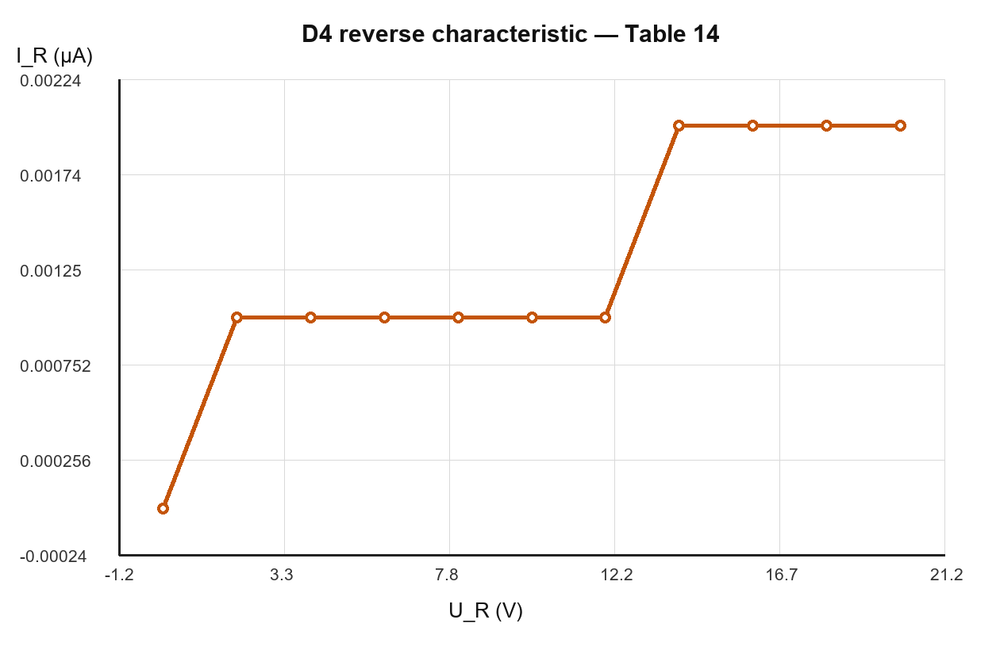 D4 reverse characteristic — Table 14
I_R (µA)
0.00224
0.00174
0.00125
0.000752
0.000256
-0.00024
-1.2 3.3 7.8 12.2 16.7 21.2
U_R (V)